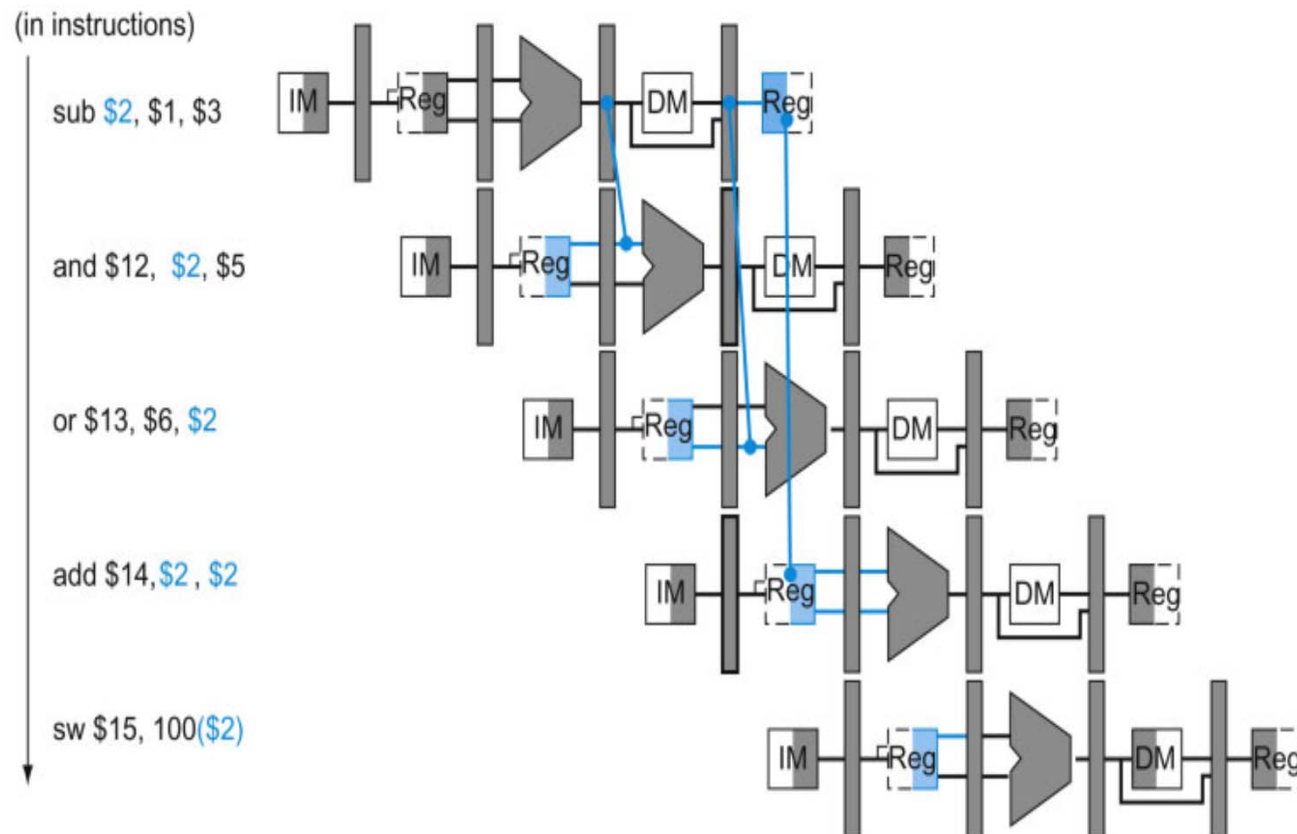 (in instructions)
sub $2, $1, $3
IM Reg DM Reg
and $12, $2, $5
IM Reg DM Reg
or $13, $6, $2
IM Reg DM Reg
add $14,$2 , $2
IM Reg DM Reg
sw $15, 100($2)
IM Reg DM Reg